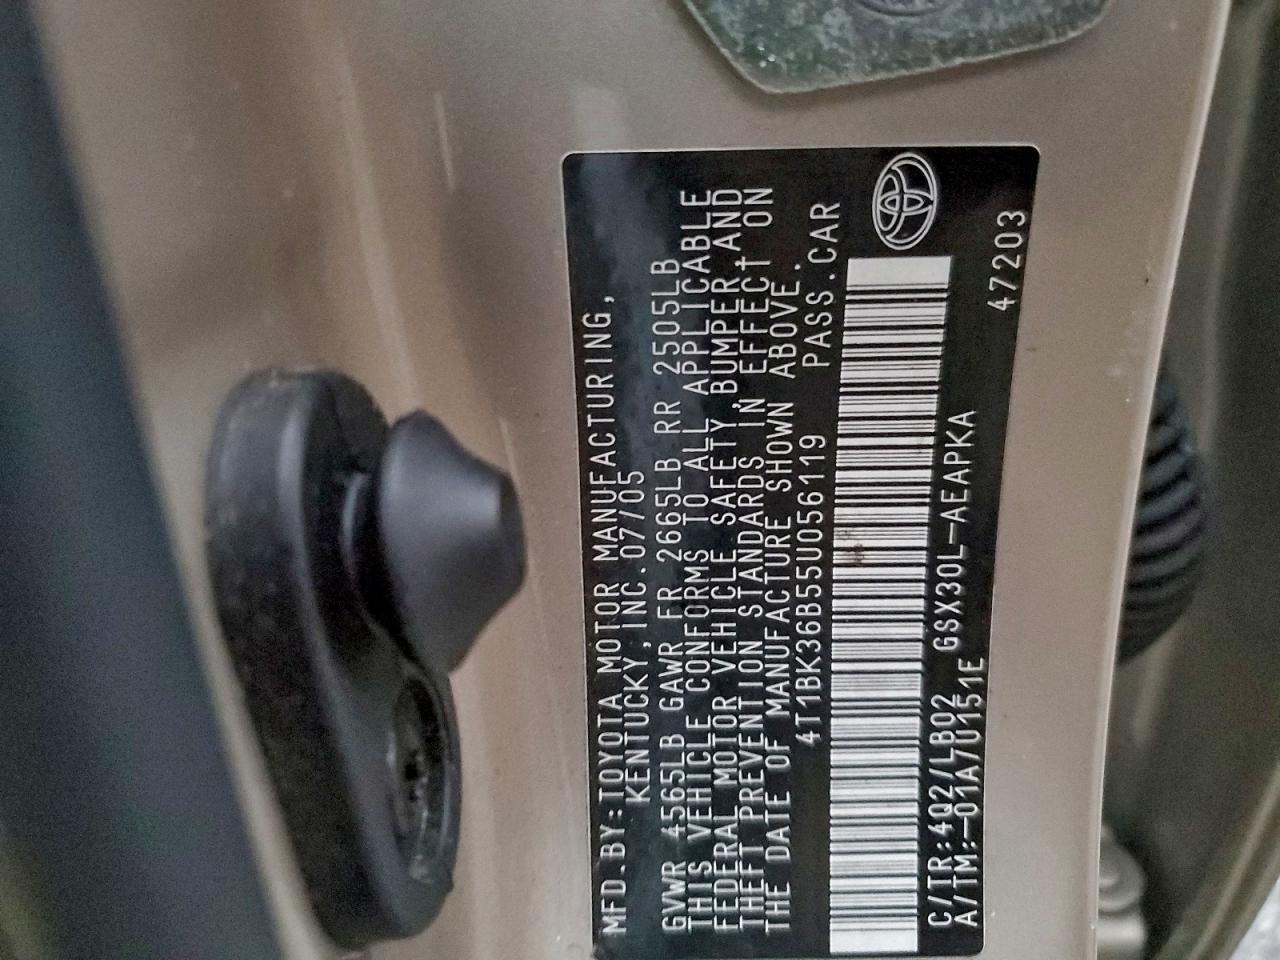 MFD.BY:TOYOTA MOTOR MANUFACTURING,
KENTUCKY,INC.07/05
GVWR 4565LB GAWR FR 2665LB RR 2505LB
THIS VEHICLE CONFORMS TO ALL APPLICABLE
FEDERAL MOTOR VEHICLE SAFETY,BUMPER AND
THEFT PREVENTION STANDARDS IN EFFECT ON
THE DATE OF MANUFACTURE SHOWN ABOVE.
4T1BK36B55U056119 PASS.CAR
C/TR:4Q2/LB02 GSX30L-AEAPKA
A/TM:-01A/U151E 47203